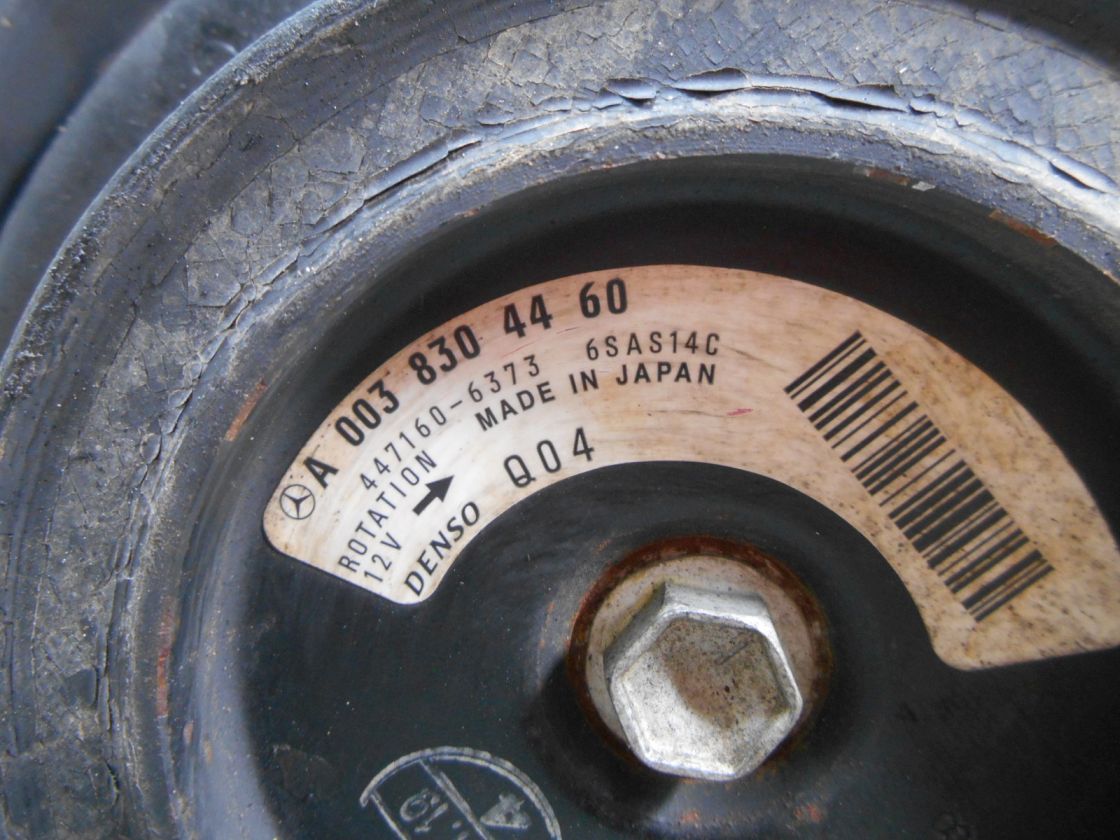 A 003 830 44 60
447160-6373 6SAS14C
ROTATION MADE IN JAPAN
12V
DENSO Q04